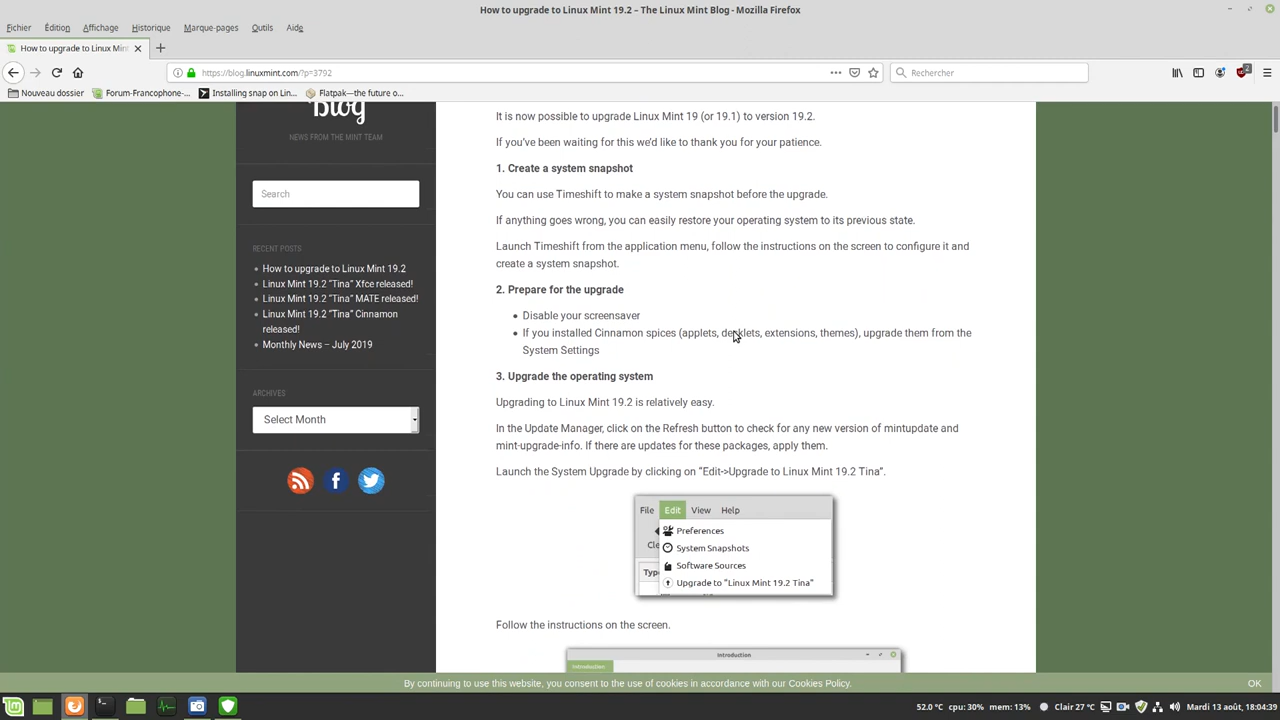 How to upgrade to Linux Mint 19.2 – The Linux Mint Blog - Mozilla Firefox
Fichier Édition Affichage Historique Marque-pages Outils Aide
How to upgrade to Linux Mint
https://blog.linuxmint.com/?p=3792
Rechercher
2
Nouveau dossier Forum-Francophone-... Installing snap on Lin... Flatpak—the future o...
Blog
NEWS FROM THE MINT TEAM
Search
RECENT POSTS
How to upgrade to Linux Mint 19.2
Linux Mint 19.2 “Tina” Xfce released!
Linux Mint 19.2 “Tina” MATE released!
Linux Mint 19.2 “Tina” Cinnamon
released!
Monthly News – July 2019
ARCHIVES
Select Month
It is now possible to upgrade Linux Mint 19 (or 19.1) to version 19.2.
If you’ve been waiting for this we’d like to thank you for your patience.
1. Create a system snapshot
You can use Timeshift to make a system snapshot before the upgrade.
If anything goes wrong, you can easily restore your operating system to its previous state.
Launch Timeshift from the application menu, follow the instructions on the screen to configure it and
create a system snapshot.
2. Prepare for the upgrade
Disable your screensaver
If you installed Cinnamon spices (applets, desklets, extensions, themes), upgrade them from the
System Settings
3. Upgrade the operating system
Upgrading to Linux Mint 19.2 is relatively easy.
In the Update Manager, click on the Refresh button to check for any new version of mintupdate and
mint-upgrade-info. If there are updates for these packages, apply them.
Launch the System Upgrade by clicking on “Edit->Upgrade to Linux Mint 19.2 Tina”.
File Edit View Help
Preferences
Cle
System Snapshots
Software Sources
Typ
Upgrade to "Linux Mint 19.2 Tina"
Follow the instructions on the screen.
Introduction
Introduction
By continuing to use this website, you consent to the use of cookies in accordance with our Cookies Policy.
OK
52.0 °C cpu: 30% mem: 13% Clair 27 °C Mardi 13 août, 18:04:39